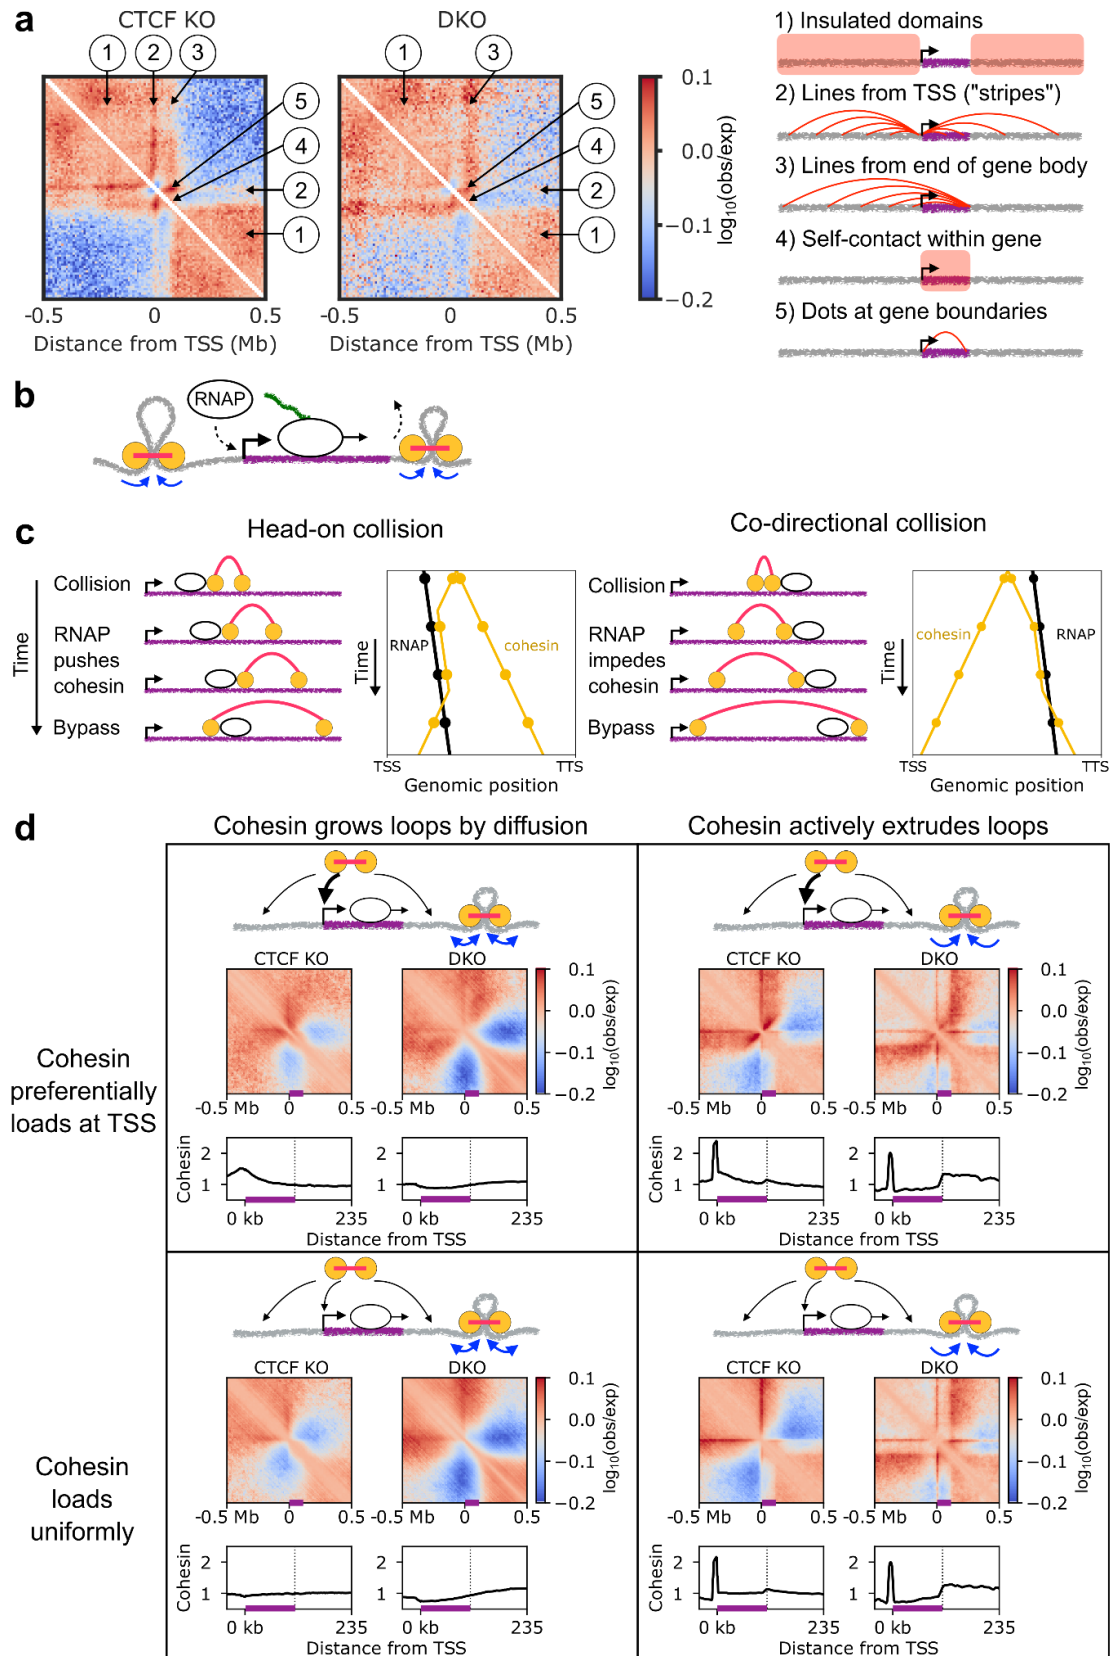 a
CTCF KO
DKO
1
2
3
1
3
5
4
2
1
5
4
2
1
0.1
0.0
−0.1
−0.2
log10(obs/exp)
-0.5
0
0.5
-0.5
0
0.5
Distance from TSS (Mb)
Distance from TSS (Mb)
1) Insulated domains
2) Lines from TSS ("stripes")
3) Lines from end of gene body
4) Self-contact within gene
5) Dots at gene boundaries
b
RNAP
c
Head-on collision
Co-directional collision
Time
Collision
RNAP
pushes
cohesin
Bypass
RNAP
cohesin
Time
TSS
TTS
Genomic position
Collision
RNAP
impedes
cohesin
Bypass
cohesin
RNAP
Time
TSS
TTS
Genomic position
d
Cohesin grows loops by diffusion
Cohesin actively extrudes loops
Cohesin
preferentially
loads at TSS
CTCF KO
DKO
0.1
0.0
−0.1
−0.2
log10(obs/exp)
-0.5 Mb
0
0.5
-0.5 Mb
0
0.5
Cohesin
2
1
2
1
0 kb
235
0 kb
235
Distance from TSS
CTCF KO
DKO
0.1
0.0
−0.1
−0.2
log10(obs/exp)
-0.5 Mb
0
0.5
-0.5 Mb
0
0.5
Cohesin
2
1
2
1
0 kb
235
0 kb
235
Distance from TSS
Cohesin
loads
uniformly
CTCF KO
DKO
0.1
0.0
−0.1
−0.2
log10(obs/exp)
-0.5 Mb
0
0.5
-0.5 Mb
0
0.5
Cohesin
2
1
2
1
0 kb
235
0 kb
235
Distance from TSS
CTCF KO
DKO
0.1
0.0
−0.1
−0.2
log10(obs/exp)
-0.5 Mb
0
0.5
-0.5 Mb
0
0.5
Cohesin
2
1
2
1
0 kb
235
0 kb
235
Distance from TSS